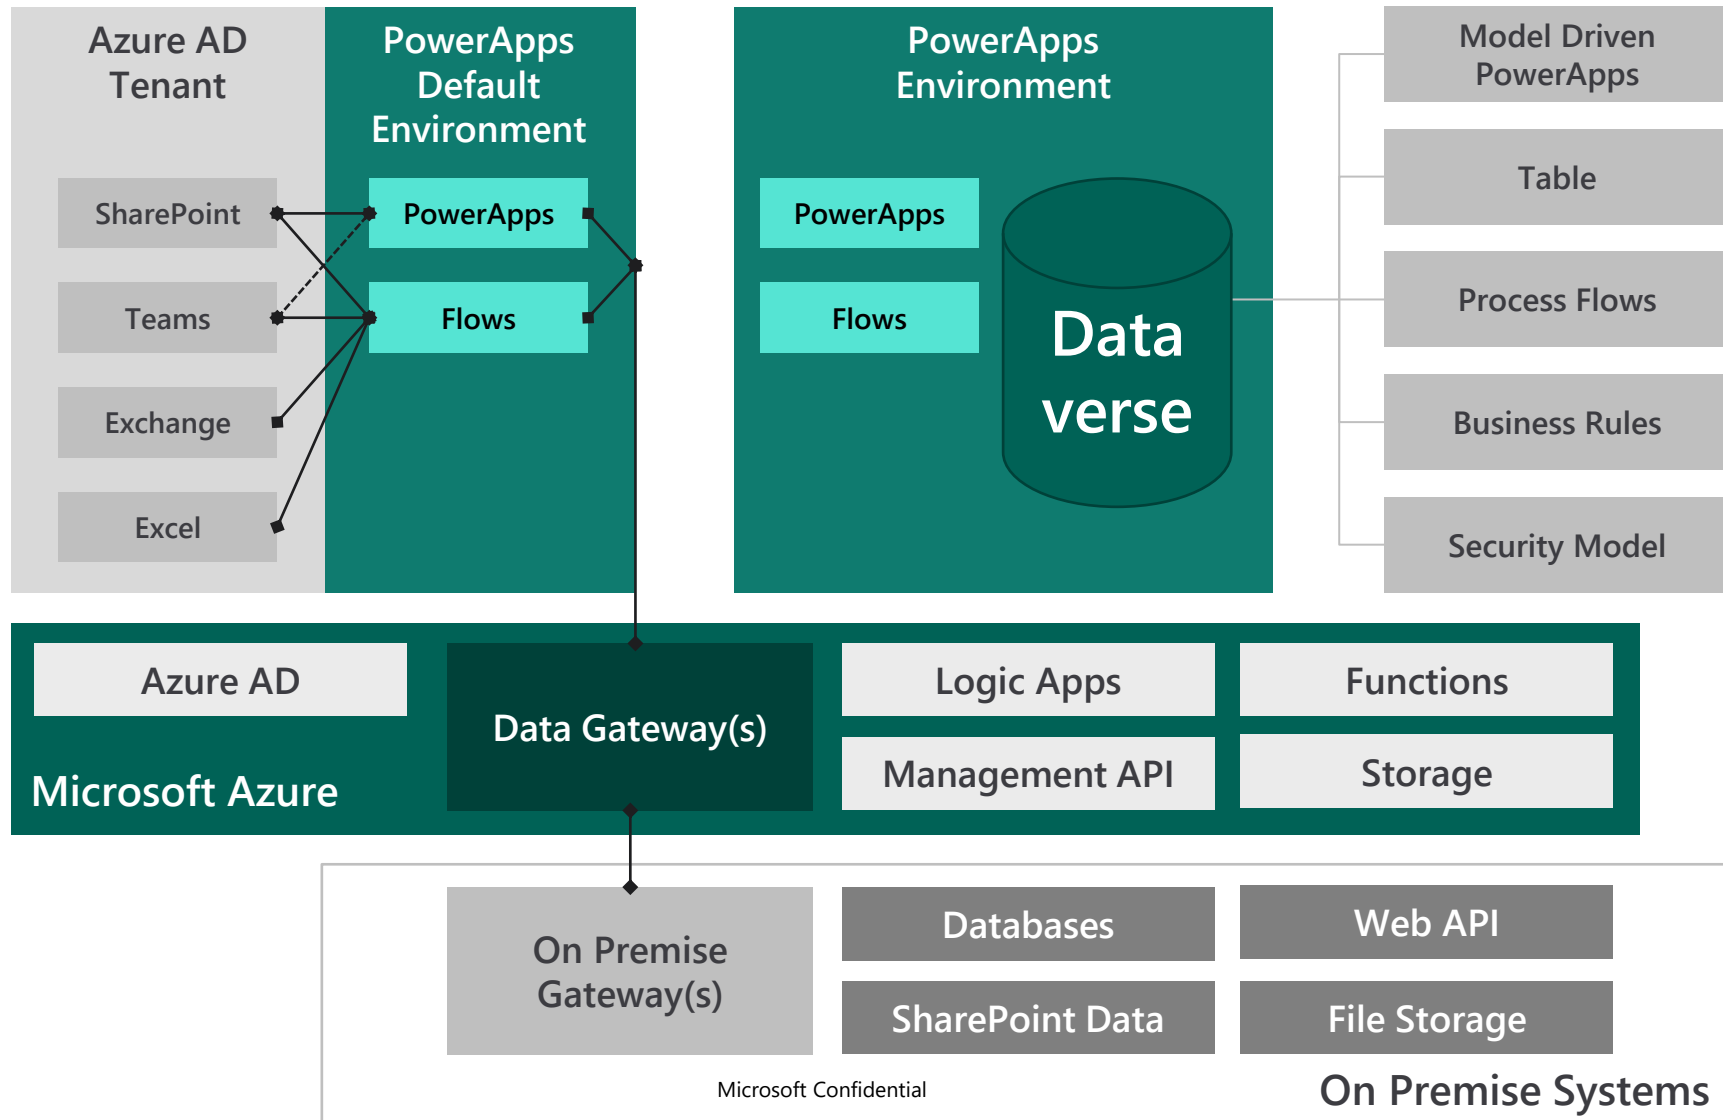 Azure AD
Tenant
SharePoint
Teams
Exchange
Excel
PowerApps
Default
Environment
PowerApps
Flows
PowerApps
Environment
PowerApps
Flows
Data
verse
Model Driven
PowerApps
Table
Process Flows
Business Rules
Security Model
Azure AD
Microsoft Azure
Data Gateway(s)
Logic Apps
Functions
Management API
Storage
On Premise
Gateway(s)
Databases
Web API
SharePoint Data
File Storage
Microsoft Confidential
On Premise Systems